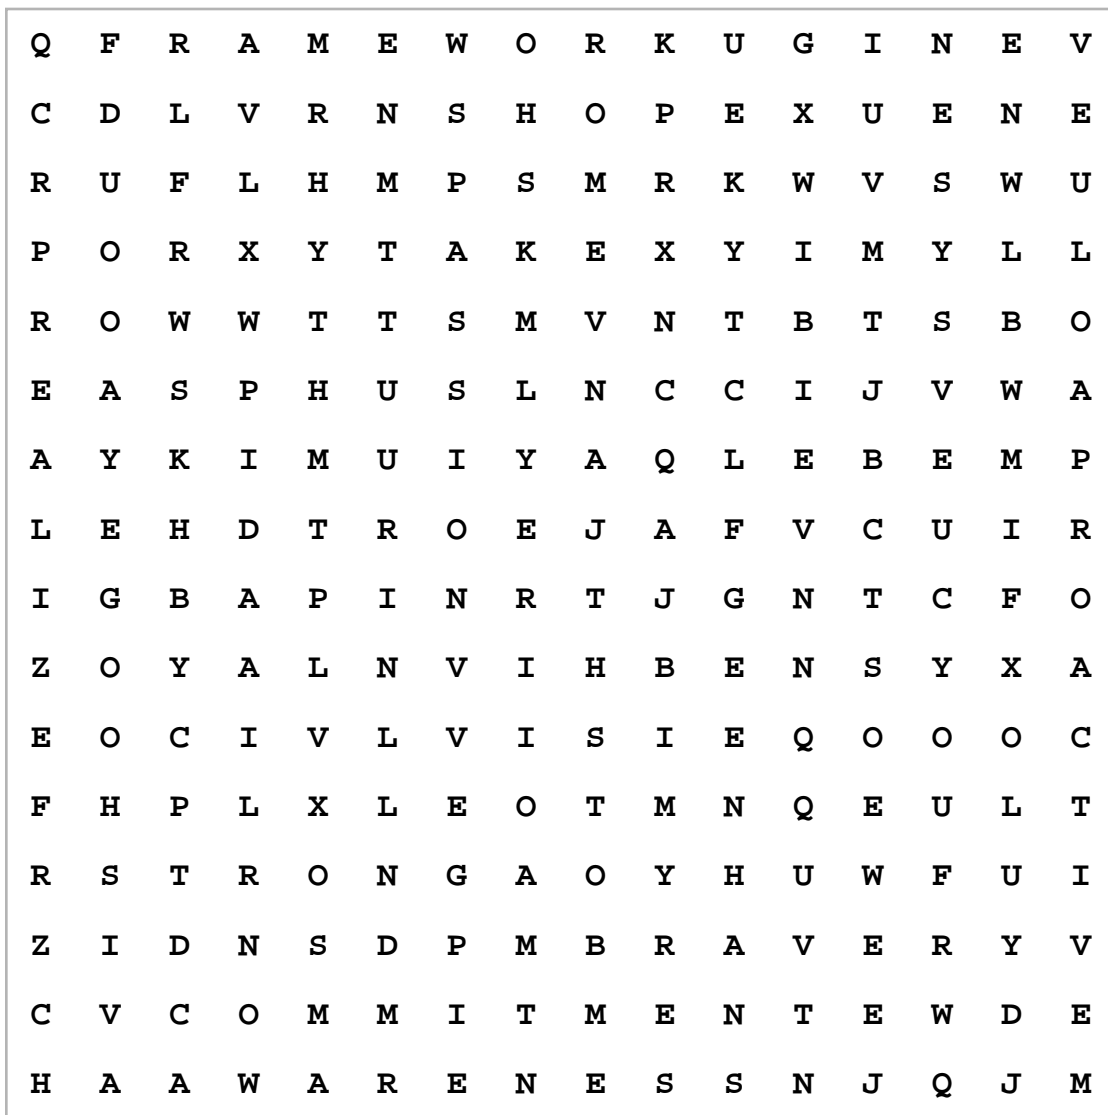 Q F R A M E W O R K U G I N E V
C D L V R N S H O P E X U E N E
R U F L H M P S M R K W V S W U
P O R X Y T A K E X Y I M Y L L
R O W W T T S M V N T B T S B O
E A S P H U S L N C C I J V W A
A Y K I M U I Y A Q L E B E M P
L E H D T R O E J A F V C U I R
I G B A P I N R T J G N T C F O
Z O Y A L N V I H B E N S Y X A
E O C I V L V I S I E Q O O O C
F H P L X L E O T M N Q E U L T
R S T R O N G A O Y H U W F U I
Z I D N S D P M B R A V E R Y V
C V C O M M I T M E N T E W D E
H A A W A R E N E S S N J Q J M